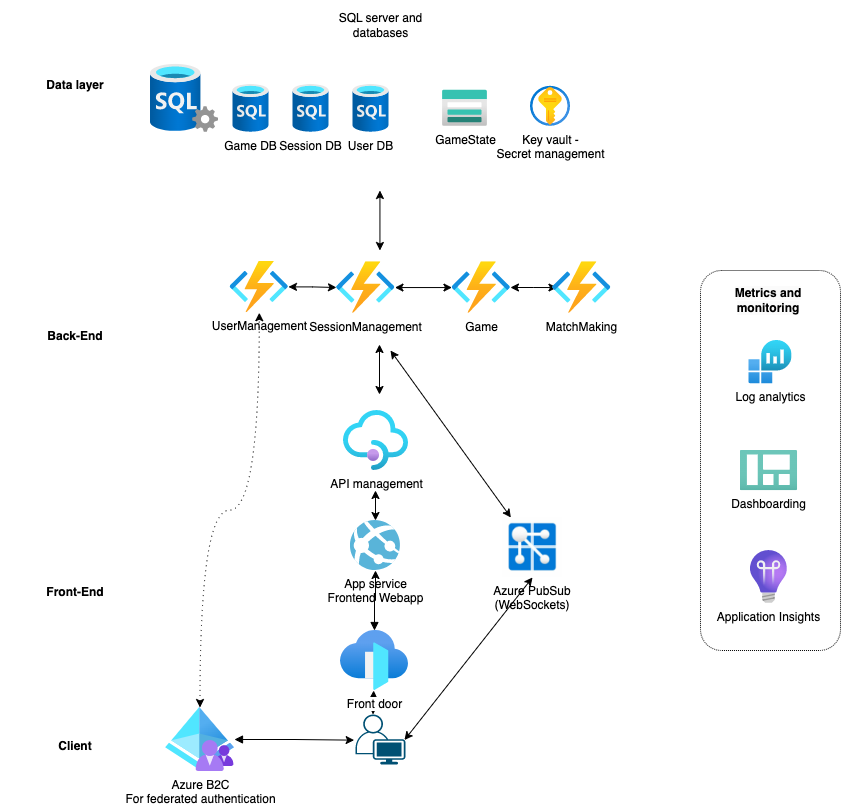 SQL server and
databases
Data layer
SQL
SQL
SQL
SQL
Game DB
Session DB
User DB
GameState
Key vault -
Secret management
UserManagement
SessionManagement
Game
MatchMaking
Back-End
Metrics and
monitoring
Log analytics
Dashboarding
Application Insights
API management
App service
Frontend Webapp
Azure PubSub
(WebSockets)
Front-End
Front door
Client
Azure B2C
For federated authentication